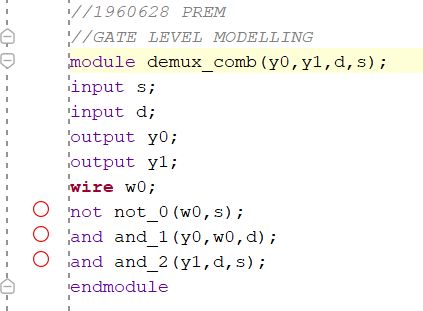 //1960628 PREM
//GATE LEVEL MODELLING
module demux_comb(y0,y1,d,s);
input s;
input d;
output y0;
output y1;
wire w0;
not not_0(w0,s);
and and_1(y0,w0,d);
and and_2(y1,d,s);
endmodule